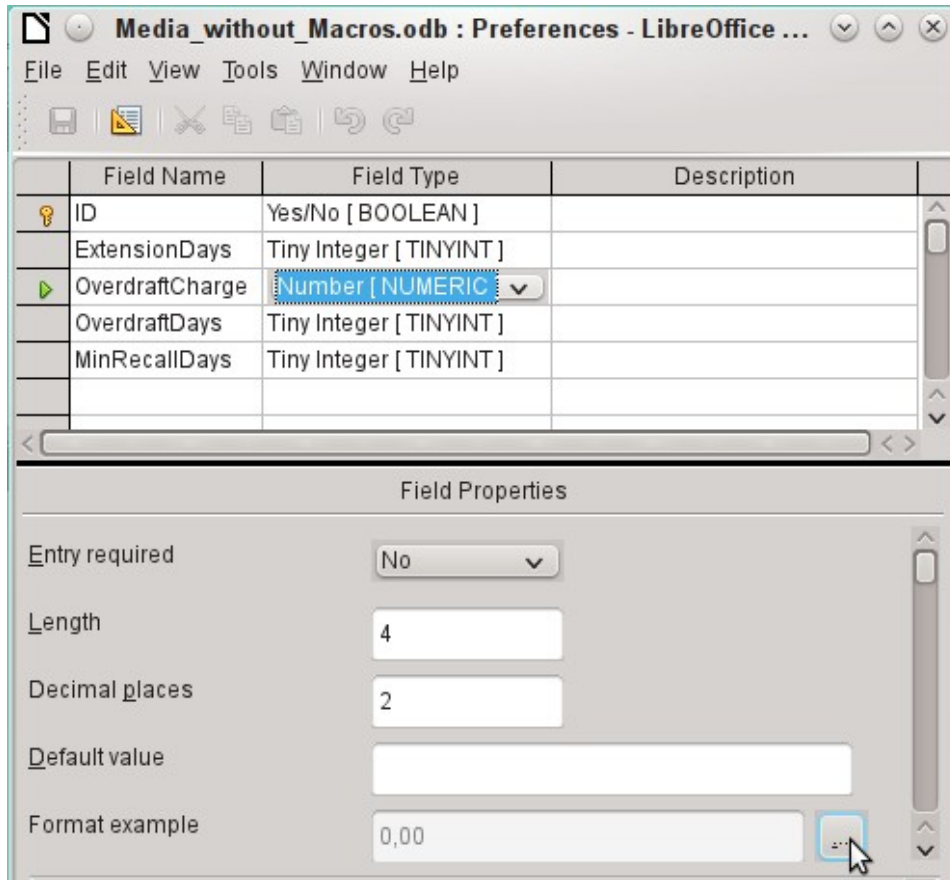 Media_without_Macros.odb : Preferences - LibreOffice ...
File Edit View Tools Window Help
Field Name Field Type Description
ID Yes/No [ BOOLEAN ]
ExtensionDays Tiny Integer [ TINYINT ]
OverdraftCharge Number [ NUMERIC
OverdraftDays Tiny Integer [ TINYINT ]
MinRecallDays Tiny Integer [ TINYINT ]
Field Properties
Entry required No
Length 4
Decimal places 2
Default value
Format example 0,00 ...